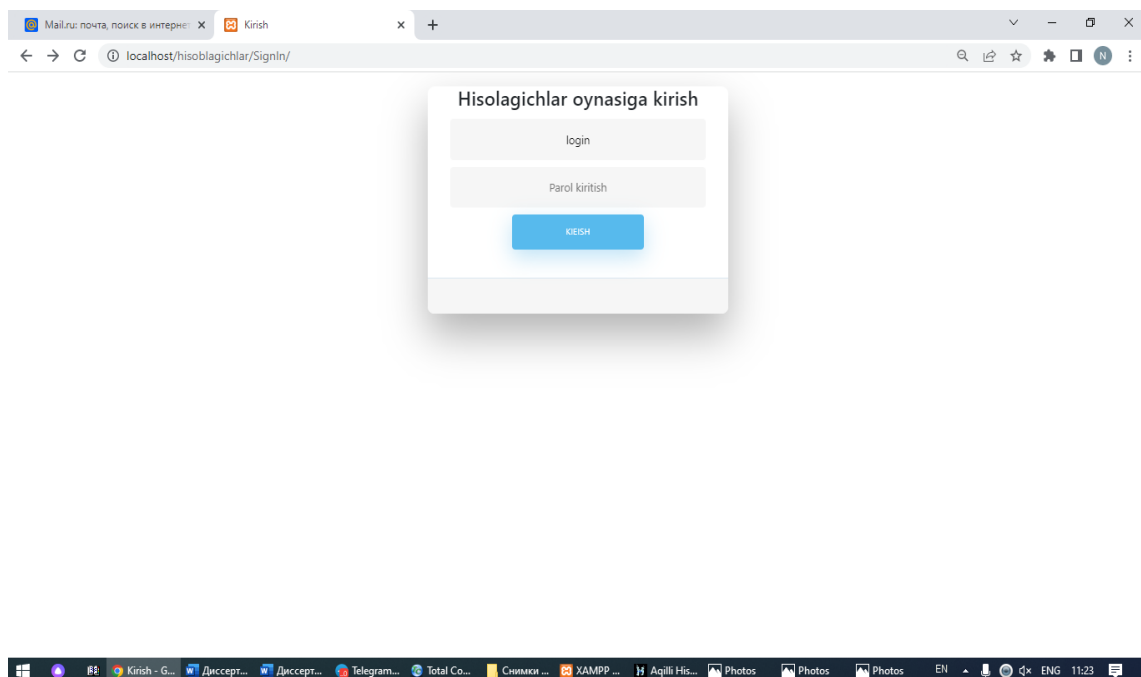 Mail.ru: почта, поиск в интернет
Kirish
localhost/hisoblagichlar/SignIn/
N
Hisolagichlar oynasiga kirish
login
Parol kiritish
KIEISH
Kirish - G...
Диссерт...
Диссерт...
Telegram...
Total Co...
Снимки ...
XAMPP ...
Aqilli His...
Photos
Photos
Photos
EN
ENG
11:23